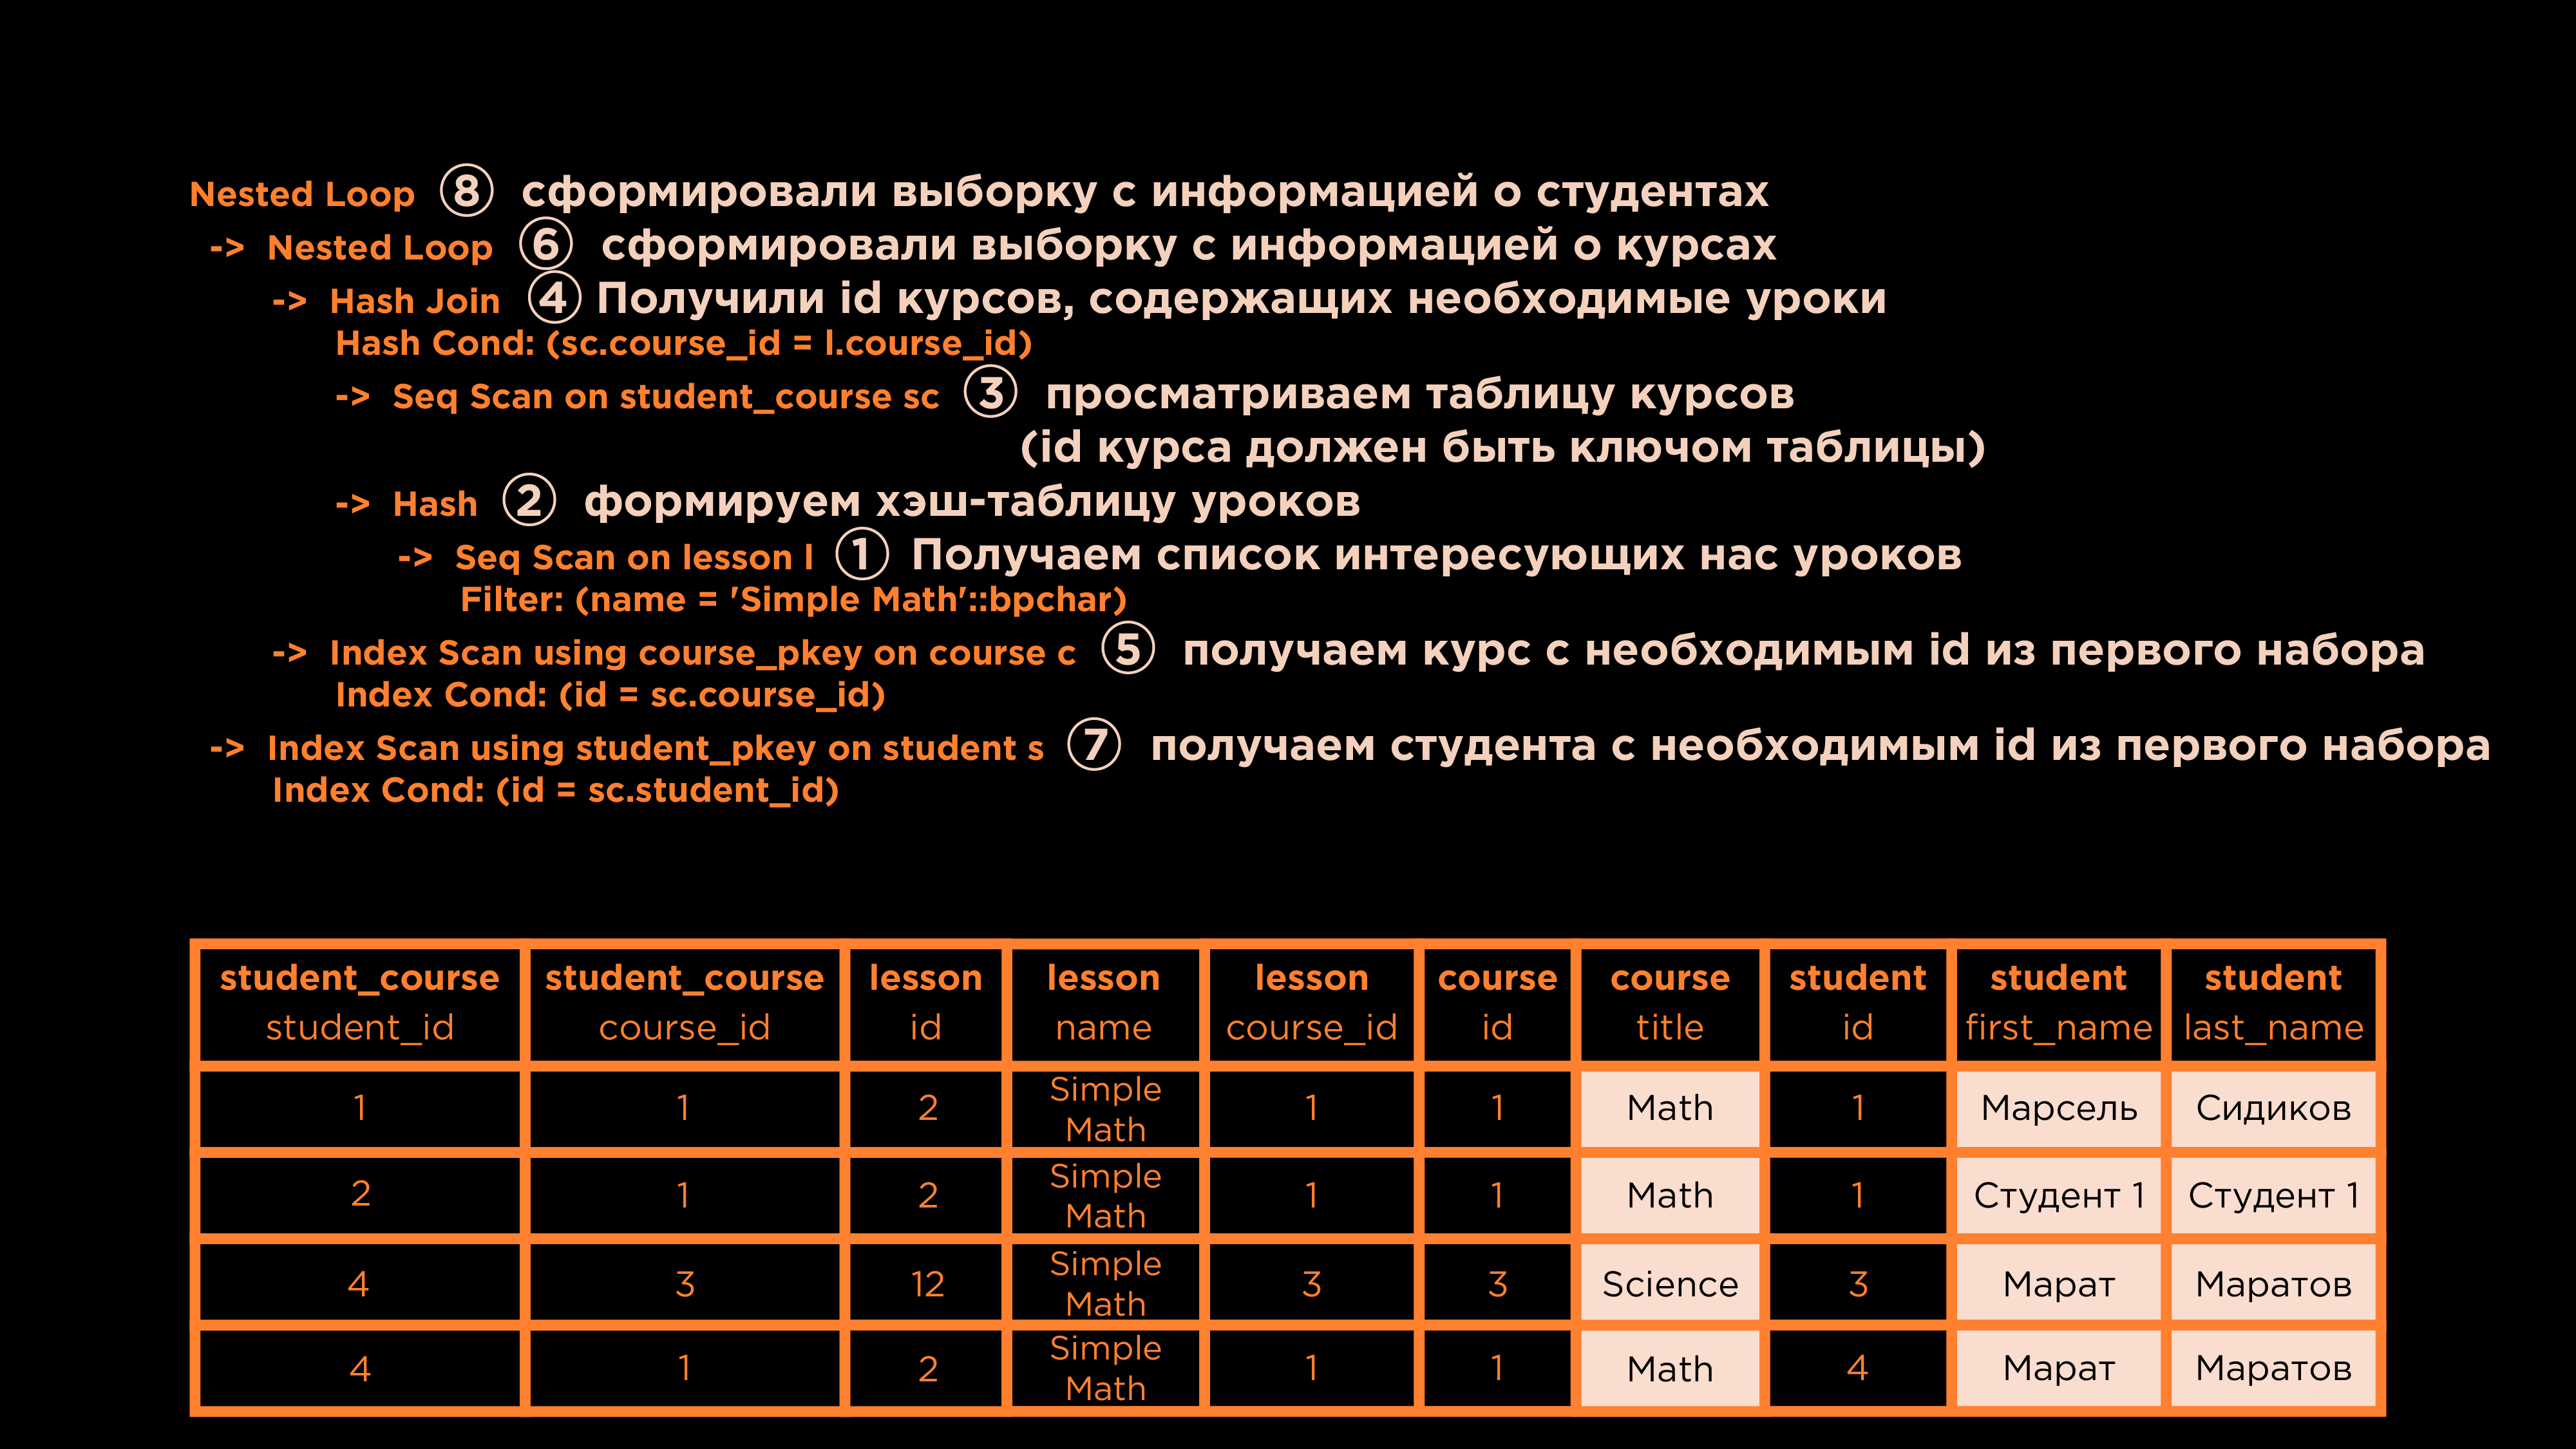 Nested Loop ⑧ сформировали выборку с информацией о студентах
-> Nested Loop ⑥ сформировали выборку с информацией о курсах
-> Hash Join ④ Получили id курсов, содержащих необходимые уроки
Hash Cond: (sc.course_id = l.course_id)
-> Seq Scan on student_course sc ③ просматриваем таблицу курсов
(id курса должен быть ключом таблицы)
-> Hash ② формируем хэш-таблицу уроков
-> Seq Scan on lesson l ① Получаем список интересующих нас уроков
Filter: (name = 'Simple Math'::bpchar)
-> Index Scan using course_pkey on course c ⑤ получаем курс с необходимым id из первого набора
Index Cond: (id = sc.course_id)
-> Index Scan using student_pkey on student s ⑦ получаем студента с необходимым id из первого набора
Index Cond: (id = sc.student_id)
student_course student_course lesson lesson lesson course course student student student
student_id course_id id name course_id id title id first_name last_name
1 1 2 Simple Math 1 1 Math 1 Марсель Сидиков
2 1 2 Simple Math 1 1 Math 1 Студент 1 Студент 1
4 3 12 Simple Math 3 3 Science 3 Марат Маратов
4 1 2 Simple Math 1 1 Math 4 Марат Маратов